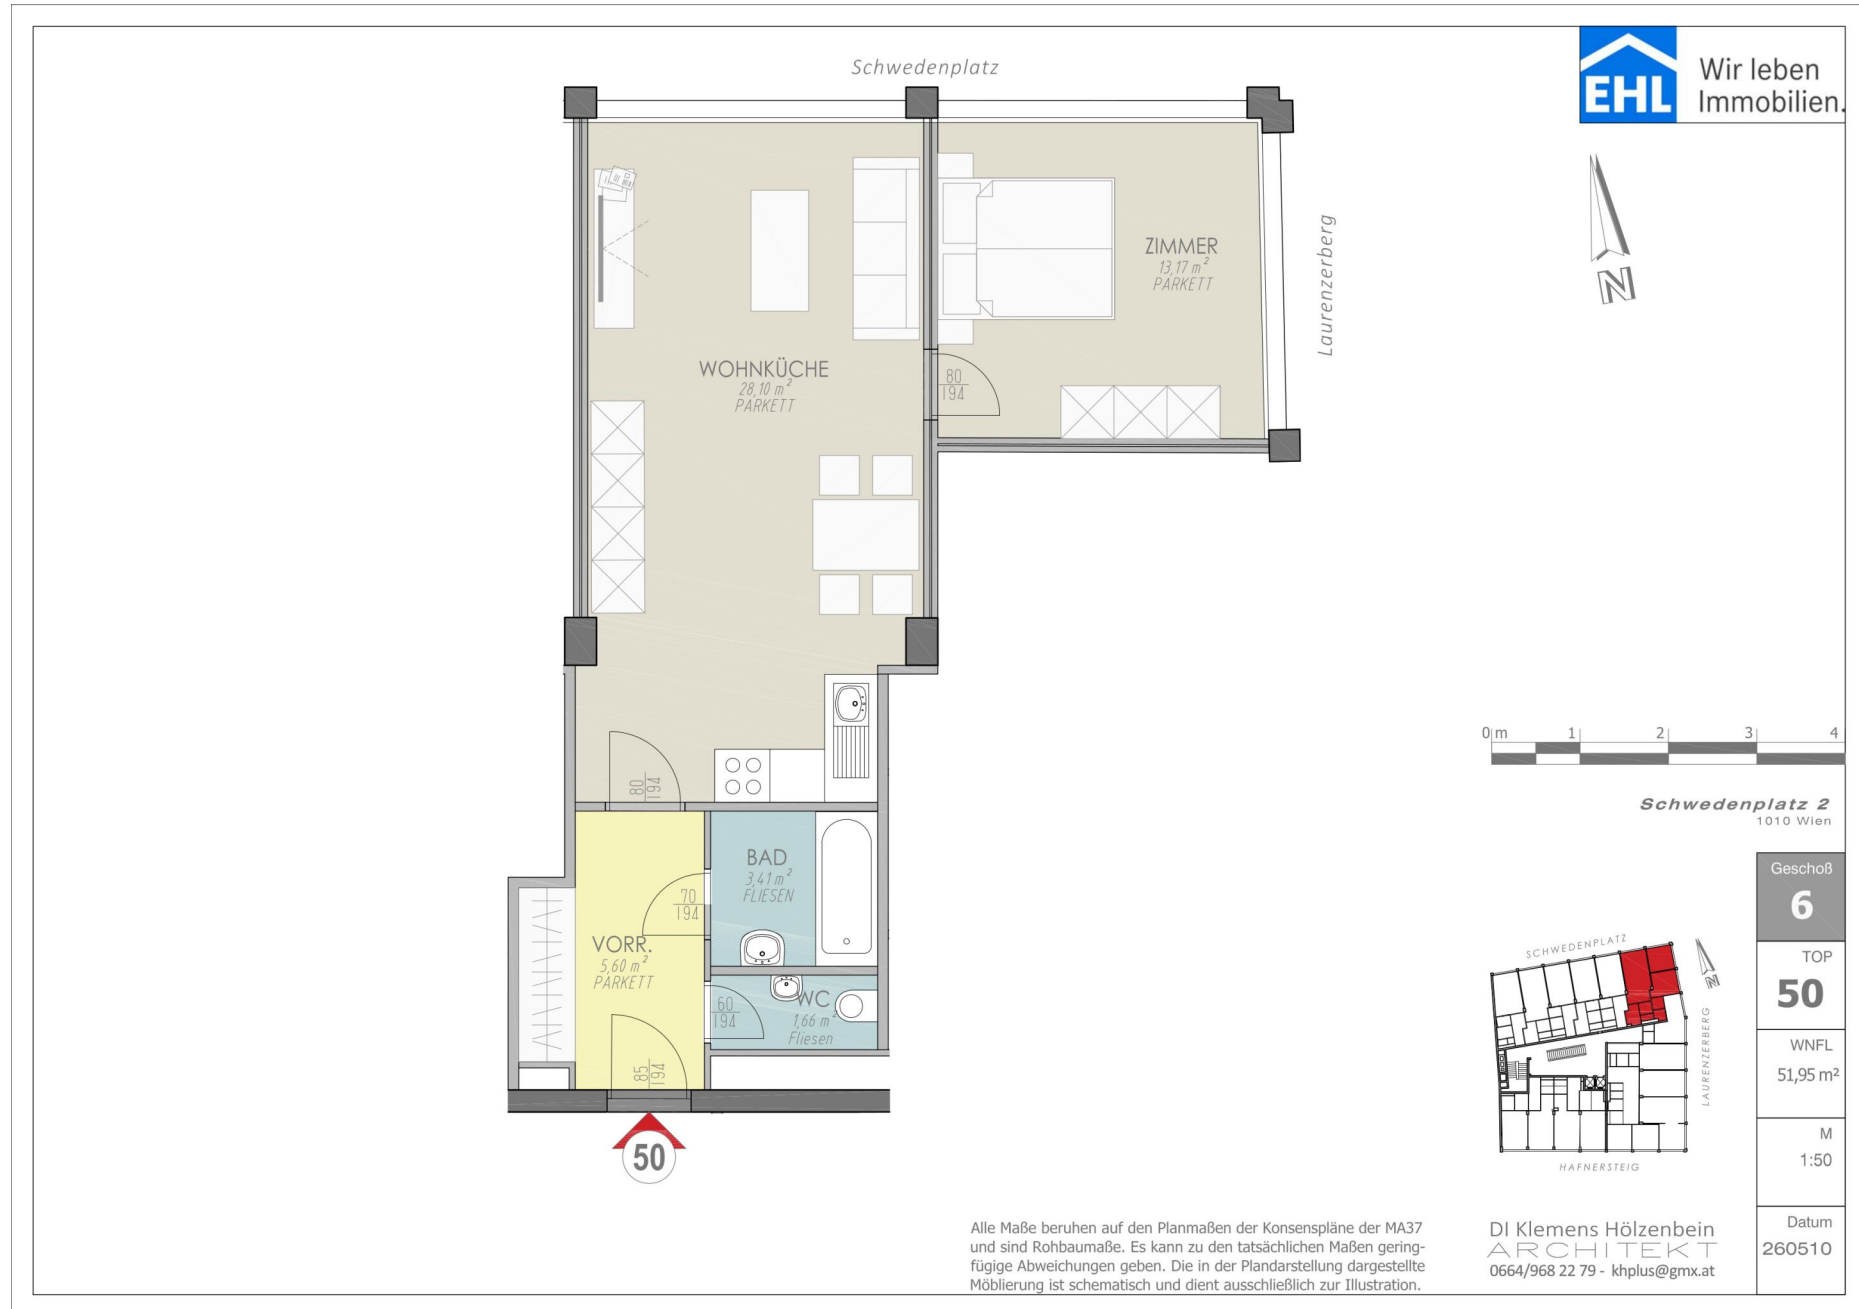 Schwedenplatz
EHL
Wir leben
Immobilien.
N
Laurenzerberg
ZIMMER
13,17 m²
PARKETT
WOHNKÜCHE
28,10 m²
PARKETT
80
194
80
194
BAD
3,41 m²
FLIESEN
70
194
VORR.
5,60 m²
PARKETT
WC
1,66 m²
Fliesen
60
194
85
194
50
0 m 1 2 3 4
Schwedenplatz 2
1010 Wien
Geschoß
6
TOP
50
WNFL
51,95 m²
M
1:50
Datum
260510
SCHWEDENPLATZ
N
LAURENZERBERG
HAFNERSTEIG
Alle Maße beruhen auf den Planmaßen der Konsenspläne der MA37
und sind Rohbaumaße. Es kann zu den tatsächlichen Maßen gering-
fügige Abweichungen geben. Die in der Plandarstellung dargestellte
Möblierung ist schematisch und dient ausschließlich zur Illustration.
DI Klemens Hölzenbein
ARCHITEKT
0664/968 22 79 - khplus@gmx.at